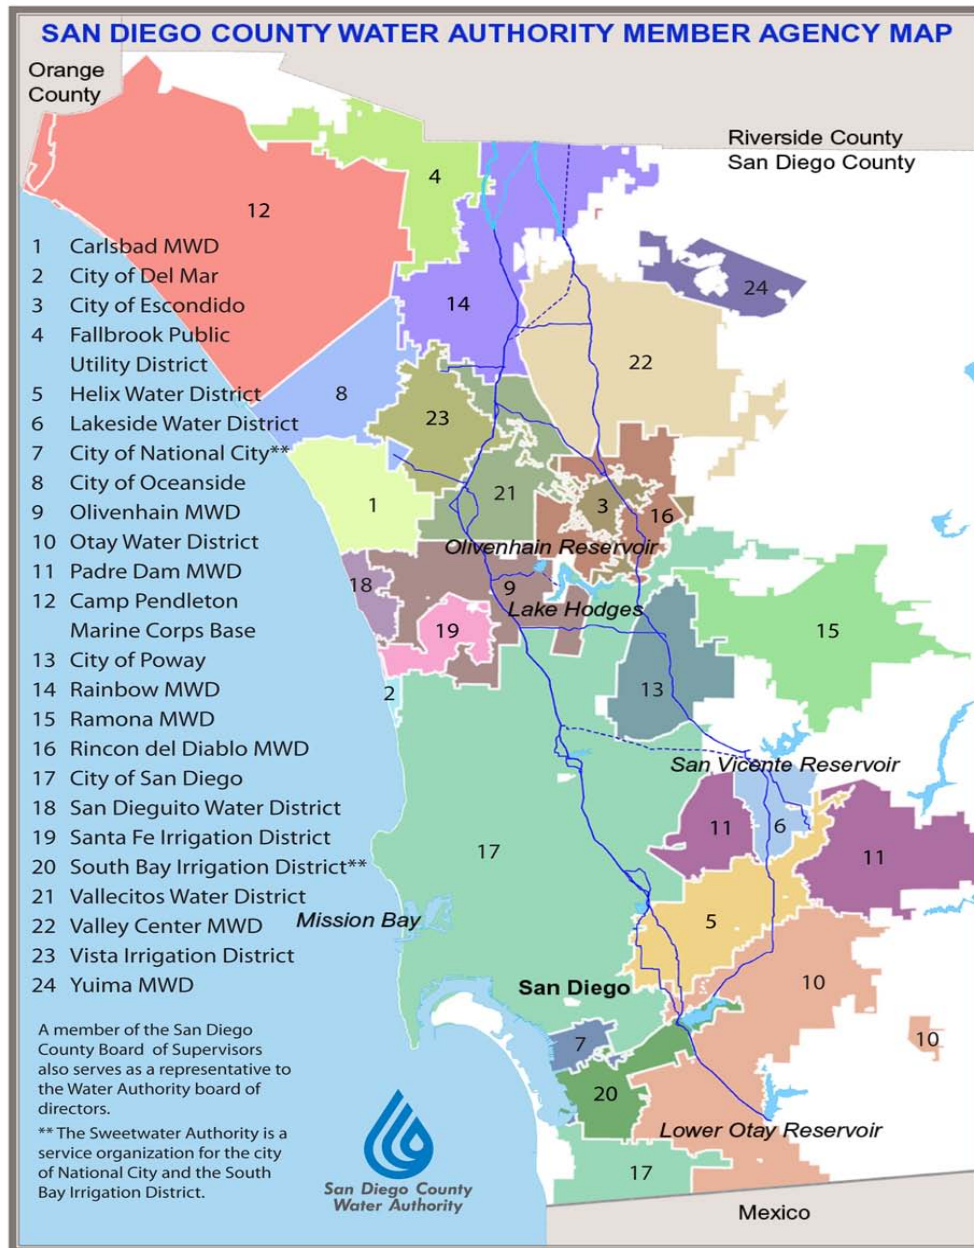 SAN DIEGO COUNTY WATER AUTHORITY MEMBER AGENCY MAP
Orange
County
Riverside County
San Diego County
4
12
24
14
22
8
23
1
21
3
16
Olivenhain Reservoir
18
9
Lake Hodges
19
15
2
13
San Vicente Reservoir
11
6
11
17
5
Mission Bay
San Diego
10
10
7
20
Lower Otay Reservoir
17
Mexico
1 Carlsbad MWD
2 City of Del Mar
3 City of Escondido
4 Fallbrook Public
Utility District
5 Helix Water District
6 Lakeside Water District
7 City of National City**
8 City of Oceanside
9 Olivenhain MWD
10 Otay Water District
11 Padre Dam MWD
12 Camp Pendleton
Marine Corps Base
13 City of Poway
14 Rainbow MWD
15 Ramona MWD
16 Rincon del Diablo MWD
17 City of San Diego
18 San Dieguito Water District
19 Santa Fe Irrigation District
20 South Bay Irrigation District**
21 Vallecitos Water District
22 Valley Center MWD
23 Vista Irrigation District
24 Yuima MWD
A member of the San Diego
County Board of Supervisors
also serves as a representative to
the Water Authority board of
directors.
** The Sweetwater Authority is a
service organization for the city
of National City and the South
Bay Irrigation District.
San Diego County
Water Authority